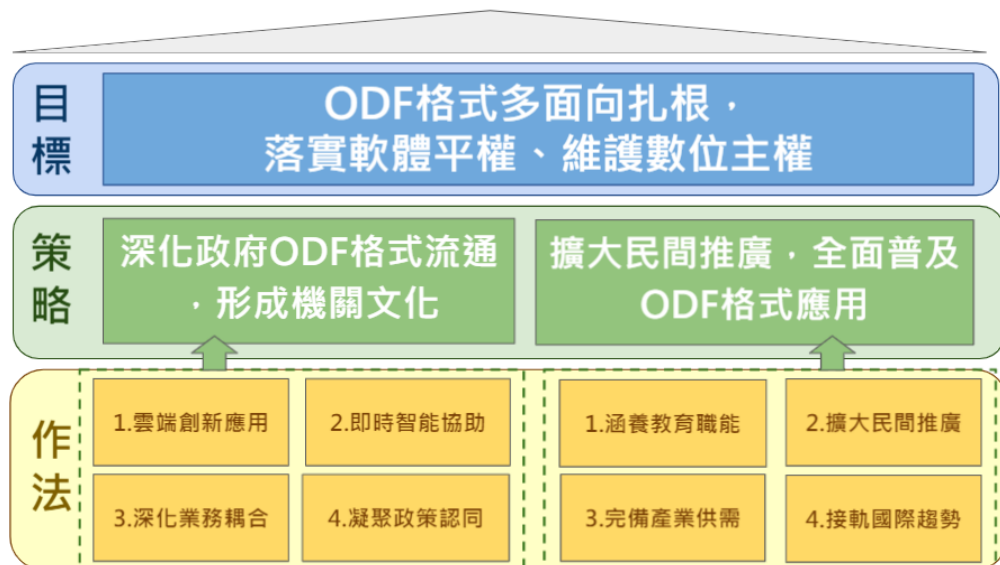 目標
ODF格式多面向扎根，
落實軟體平權、維護數位主權
策略
深化政府ODF格式流通
，形成機關文化
擴大民間推廣，全面普及
ODF格式應用
作法
1.雲端創新應用
2.即時智能協助
3.深化業務耦合
4.凝聚政策認同
1.涵養教育職能
2.擴大民間推廣
3.完備產業供需
4.接軌國際趨勢